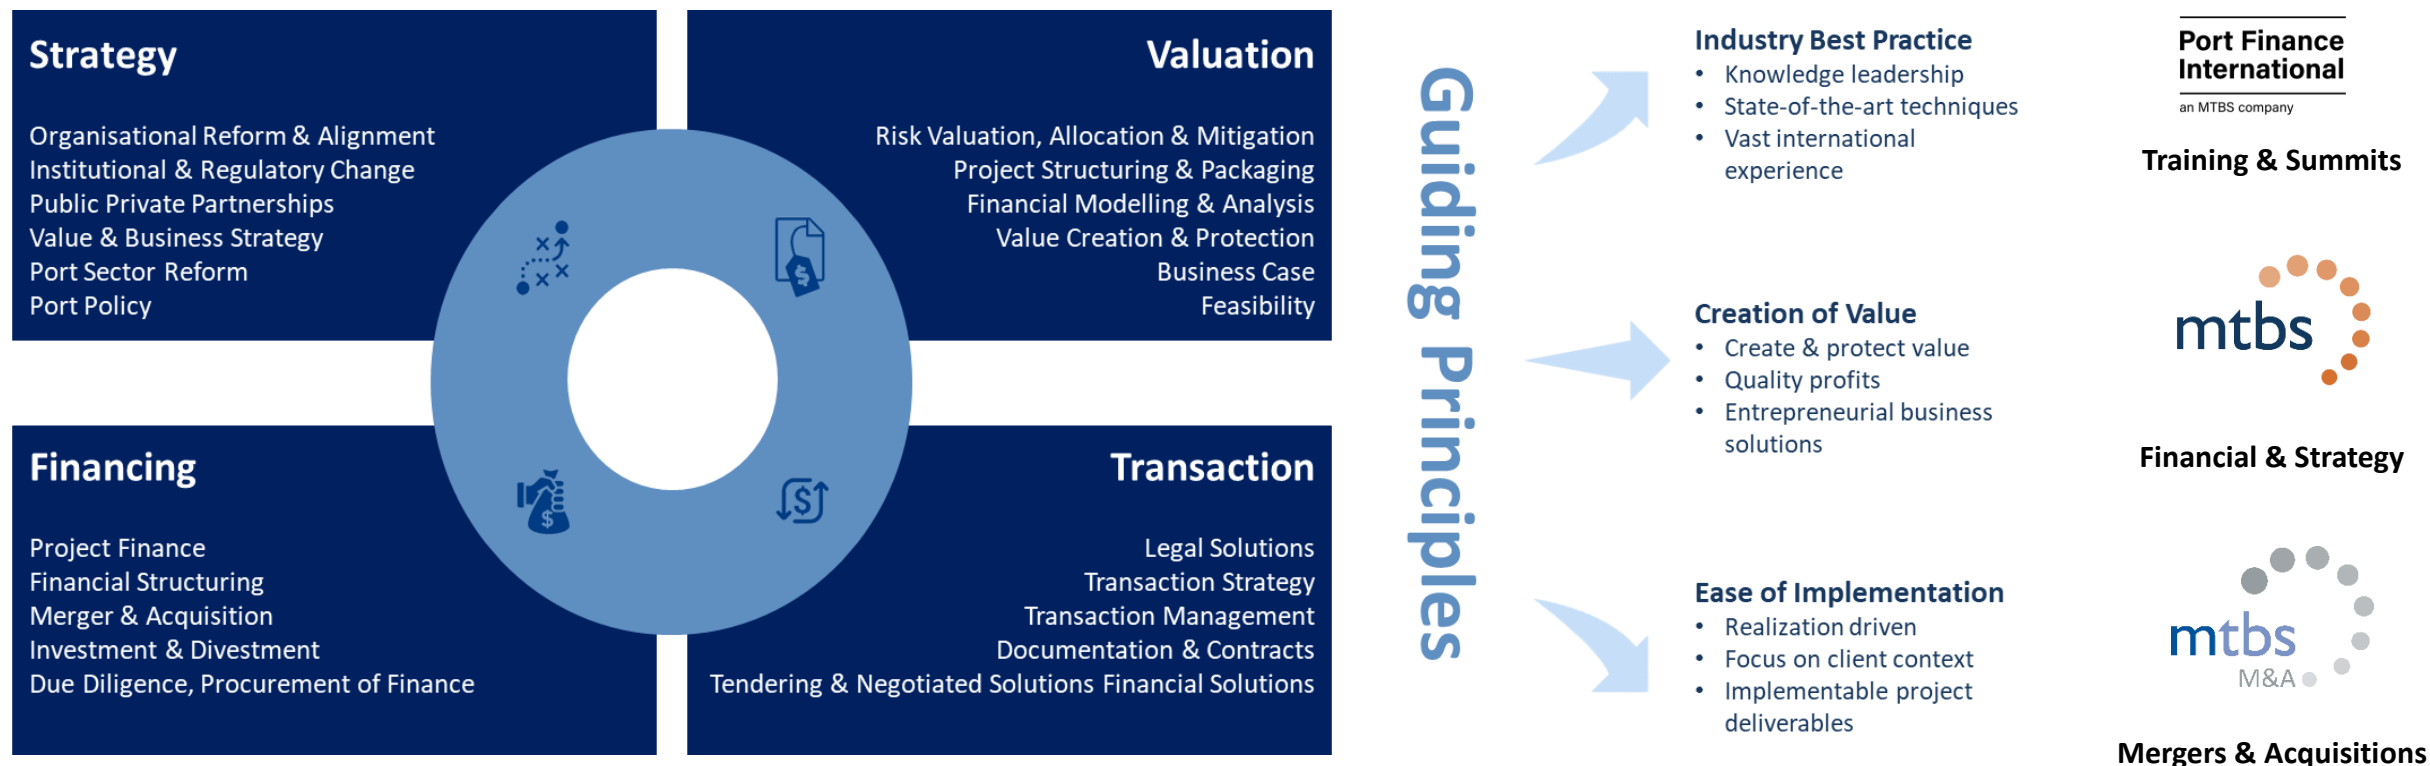 Strategy
Organisational Reform & Alignment
Institutional & Regulatory Change
Public Private Partnerships
Value & Business Strategy
Port Sector Reform
Port Policy
Valuation
Risk Valuation, Allocation & Mitigation
Project Structuring & Packaging
Financial Modelling & Analysis
Value Creation & Protection
Business Case
Feasibility
Financing
Project Finance
Financial Structuring
Merger & Acquisition
Investment & Divestment
Due Diligence, Procurement of Finance
Transaction
Legal Solutions
Transaction Strategy
Transaction Management
Documentation & Contracts
Tendering & Negotiated Solutions Financial Solutions
Guiding Principles
Industry Best Practice
• Knowledge leadership
• State-of-the-art techniques
• Vast international
experience
Creation of Value
• Create & protect value
• Quality profits
• Entrepreneurial business
solutions
Ease of Implementation
• Realization driven
• Focus on client context
• Implementable project
deliverables
Port Finance
International
an MTBS company
Training & Summits
mtbs
Financial & Strategy
mtbs
M&A
Mergers & Acquisitions